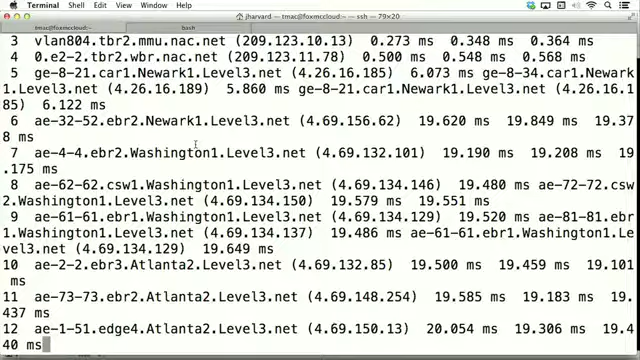 Terminal Shell Edit View Window Help
jharvard — tmac@foxmccloud:~ — ssh — 79×20
tmac@foxmccloud:~ bash
3 vlan804.tbr2.mmu.nac.net (209.123.10.13) 0.273 ms 0.348 ms 0.364 ms
4 0.e2-2.tbr2.wbr.nac.net (209.123.11.78) 0.500 ms 0.548 ms 0.568 ms
5 ge-8-21.car1.Newark1.Level3.net (4.26.16.185) 6.073 ms ge-8-34.car1.Newark
1.Level3.net (4.26.16.189) 5.860 ms ge-8-21.car1.Newark1.Level3.net (4.26.16.1
85) 6.122 ms
6 ae-32-52.ebr2.Newark1.Level3.net (4.69.156.62) 19.620 ms 19.849 ms 19.37
8 ms
7 ae-4-4.ebr2.Washington1.Level3.net (4.69.132.101) 19.190 ms 19.208 ms 19
.175 ms
8 ae-62-62.csw1.Washington1.Level3.net (4.69.134.146) 19.480 ms ae-72-72.csw
2.Washington1.Level3.net (4.69.134.150) 19.579 ms 19.551 ms
9 ae-61-61.ebr1.Washington1.Level3.net (4.69.134.129) 19.520 ms ae-81-81.ebr
1.Washington1.Level3.net (4.69.134.137) 19.486 ms ae-61-61.ebr1.Washington1.Le
vel3.net (4.69.134.129) 19.649 ms
10 ae-2-2.ebr3.Atlanta2.Level3.net (4.69.132.85) 19.500 ms 19.459 ms 19.101
ms
11 ae-73-73.ebr2.Atlanta2.Level3.net (4.69.148.254) 19.585 ms 19.183 ms 19.
437 ms
12 ae-1-51.edge4.Atlanta2.Level3.net (4.69.150.13) 20.054 ms 19.306 ms 19.4
40 ms